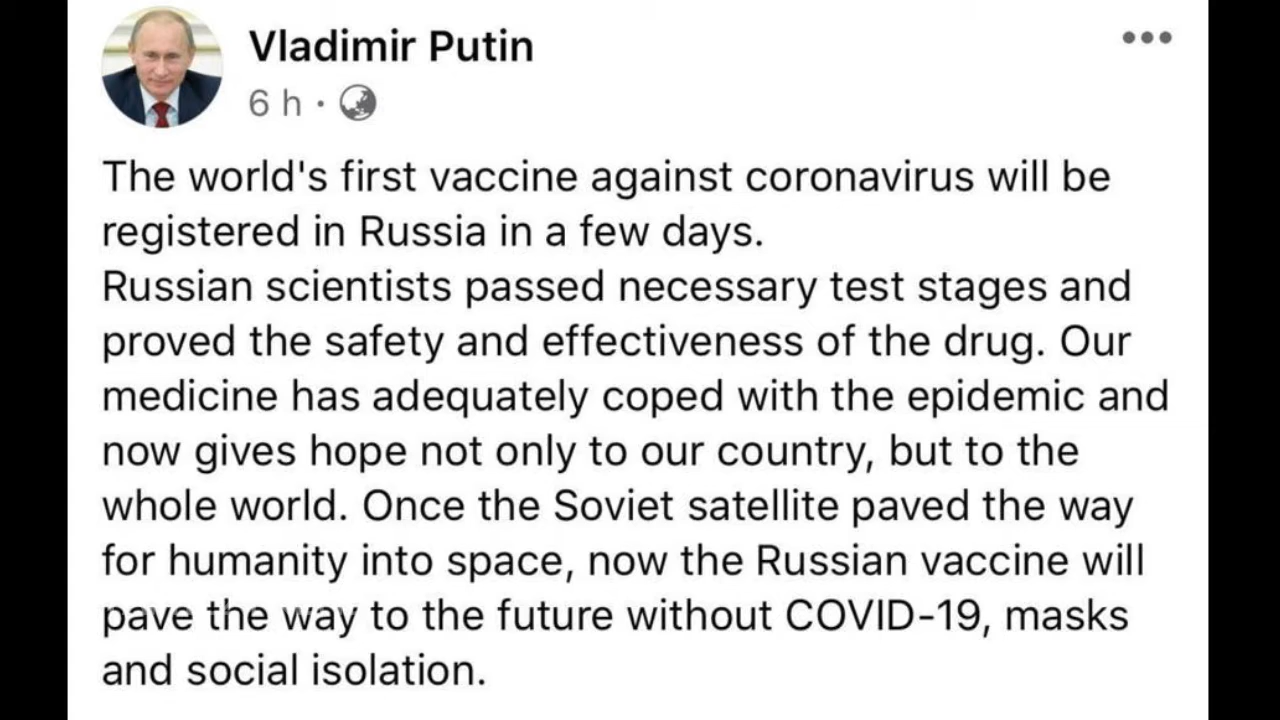 Vladimir Putin
6 h ·
The world's first vaccine against coronavirus will be
registered in Russia in a few days.
Russian scientists passed necessary test stages and
proved the safety and effectiveness of the drug. Our
medicine has adequately coped with the epidemic and
now gives hope not only to our country, but to the
whole world. Once the Soviet satellite paved the way
for humanity into space, now the Russian vaccine will
pave the way to the future without COVID-19, masks
and social isolation.